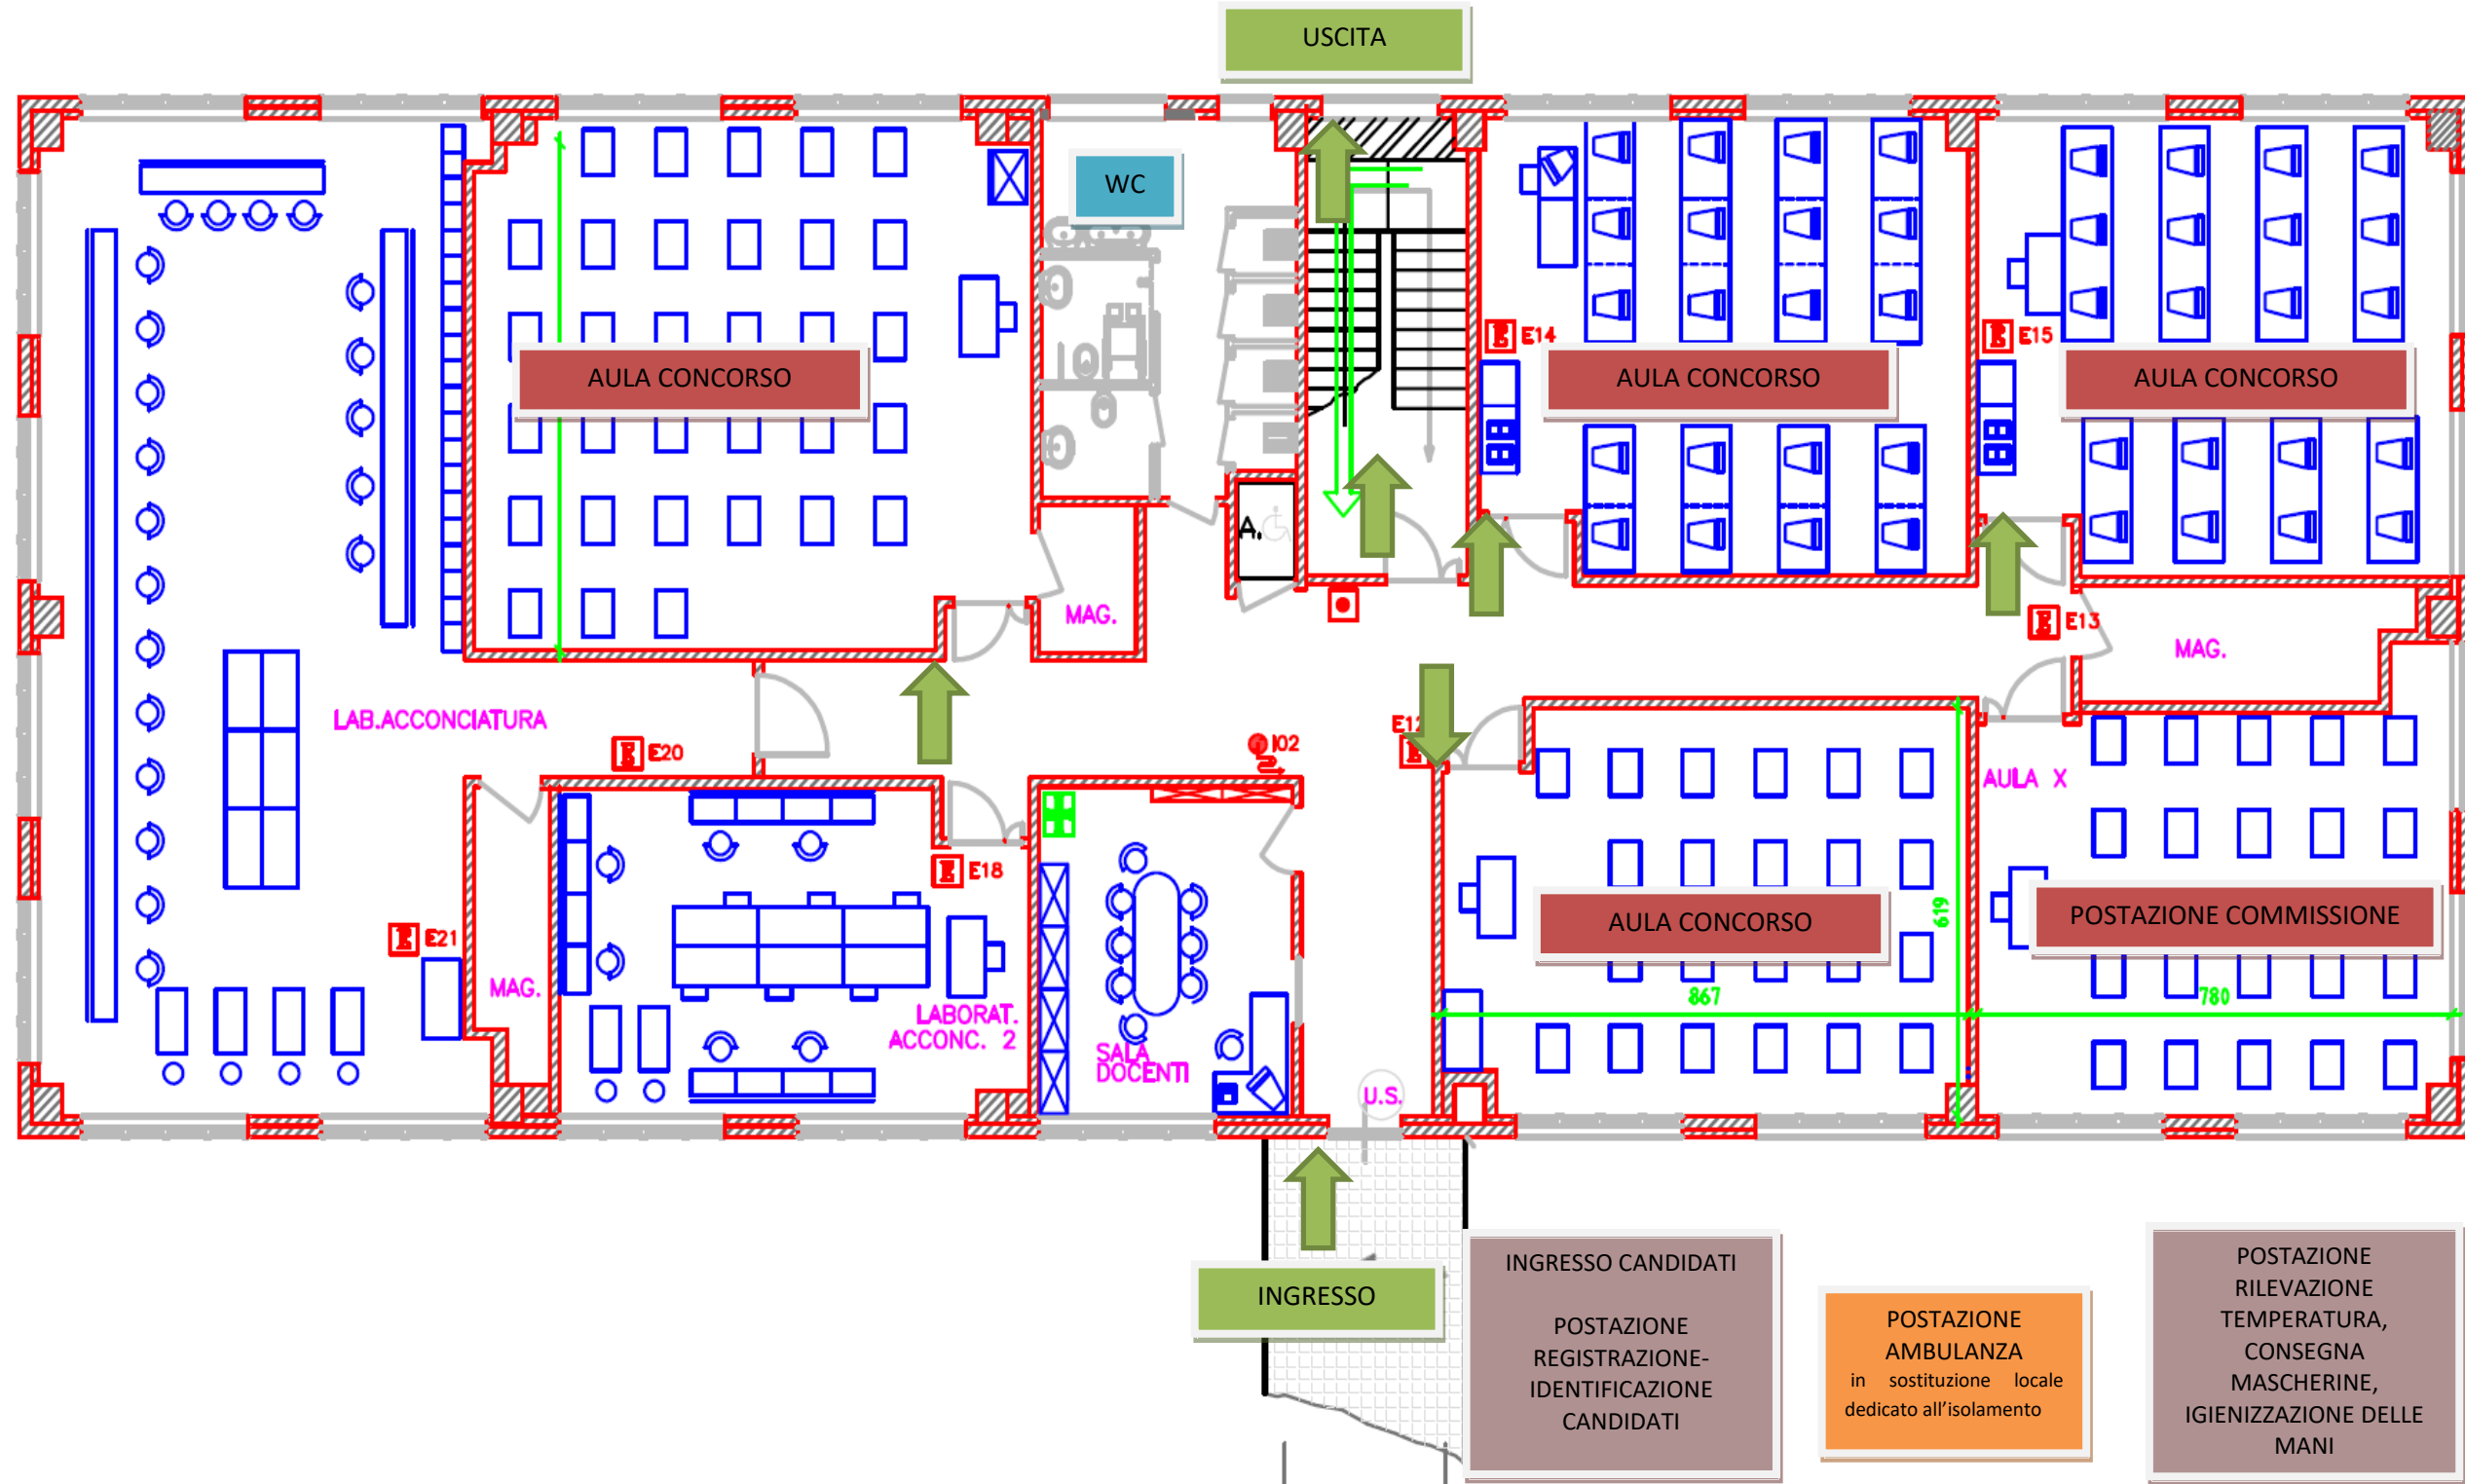 USCITA
WC
E14
E15
AULA CONCORSO
AULA CONCORSO
AULA CONCORSO
A.
MAG.
E13
MAG.
LAB.ACCONCIATURA
E20
I02
E12
AULA X
E18
AULA CONCORSO
619
POSTAZIONE COMMISSIONE
E21
MAG.
867
780
LABORAT.
ACCONC. 2
SALA
DOCENTI
U.S.
INGRESSO
INGRESSO CANDIDATI
POSTAZIONE
REGISTRAZIONE-
IDENTIFICAZIONE
CANDIDATI
POSTAZIONE
AMBULANZA
in sostituzione locale
dedicato all’isolamento
POSTAZIONE
RILEVAZIONE
TEMPERATURA,
CONSEGNA
MASCHERINE,
IGIENIZZAZIONE DELLE
MANI